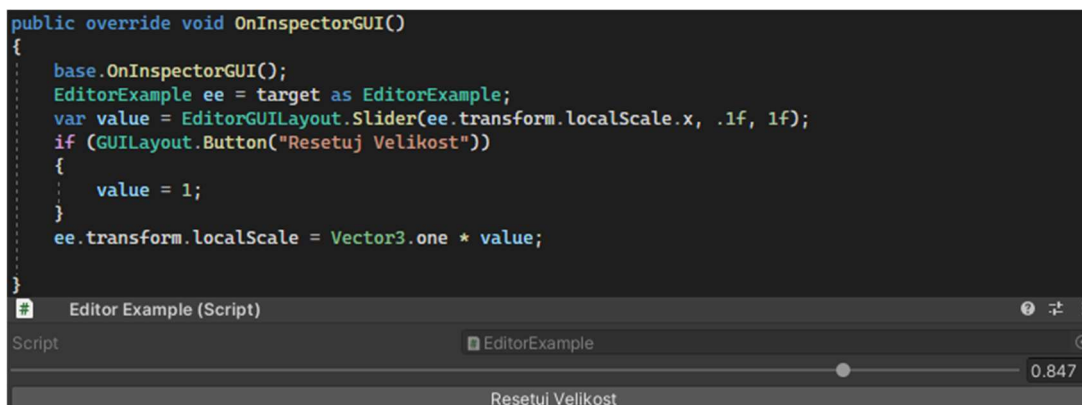 public override void OnInspectorGUI()
{
base.OnInspectorGUI();
EditorExample ee = target as EditorExample;
var value = EditorGUILayout.Slider(ee.transform.localScale.x, .1f, 1f);
if (GUILayout.Button("Resetuj Velikost"))
{
value = 1;
}
ee.transform.localScale = Vector3.one * value;
}
# Editor Example (Script)
Script # EditorExample
0.847
Resetuj Velikost